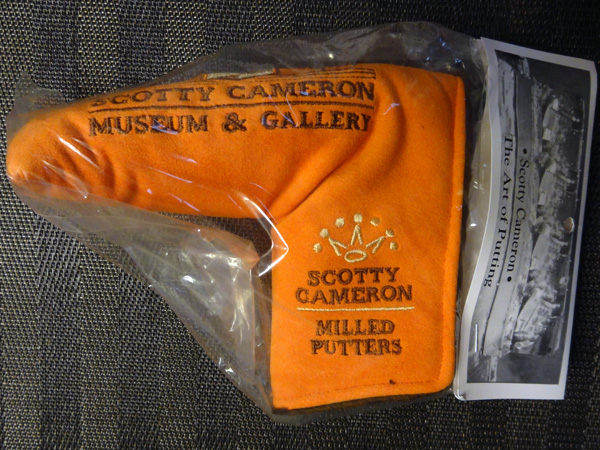 SCOTTY CAMERON
MUSEUM & GALLERY
SCOTTY
CAMERON
MILLED
PUTTERS
• Scotty Cameron •
The Art of Putting